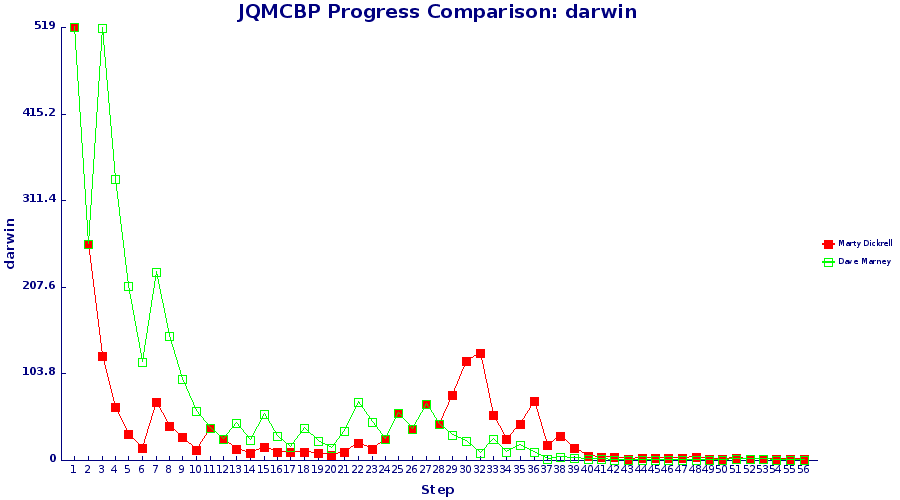 JQMCBP Progress Comparison: darwin
519
415.2
311.4
207.6
103.8
0
darwin
1 2 3 4 5 6 7 8 9 10 11 12 13 14 15 16 17 18 19 20 21 22 23 24 25 26 27 28 29 30 31 32 33 34 35 36 37 38 39 40 41 42 43 44 45 46 47 48 49 50 51 52 53 54 55 56
Step
Marty Dickrell
Dave Marney